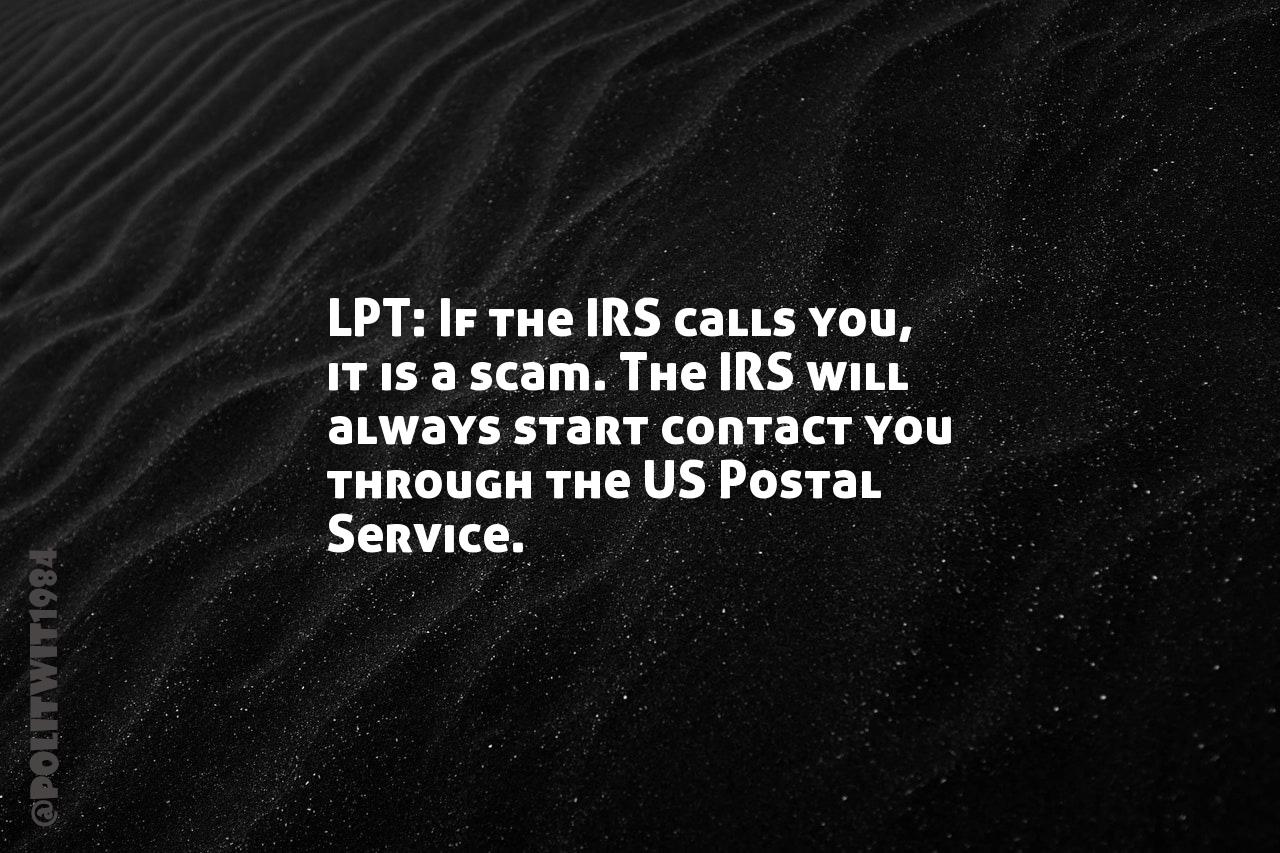 LPT: If the IRS calls you,
it is a scam. The IRS will
always start contact you
through the US Postal
Service.
@POLITWIT1984